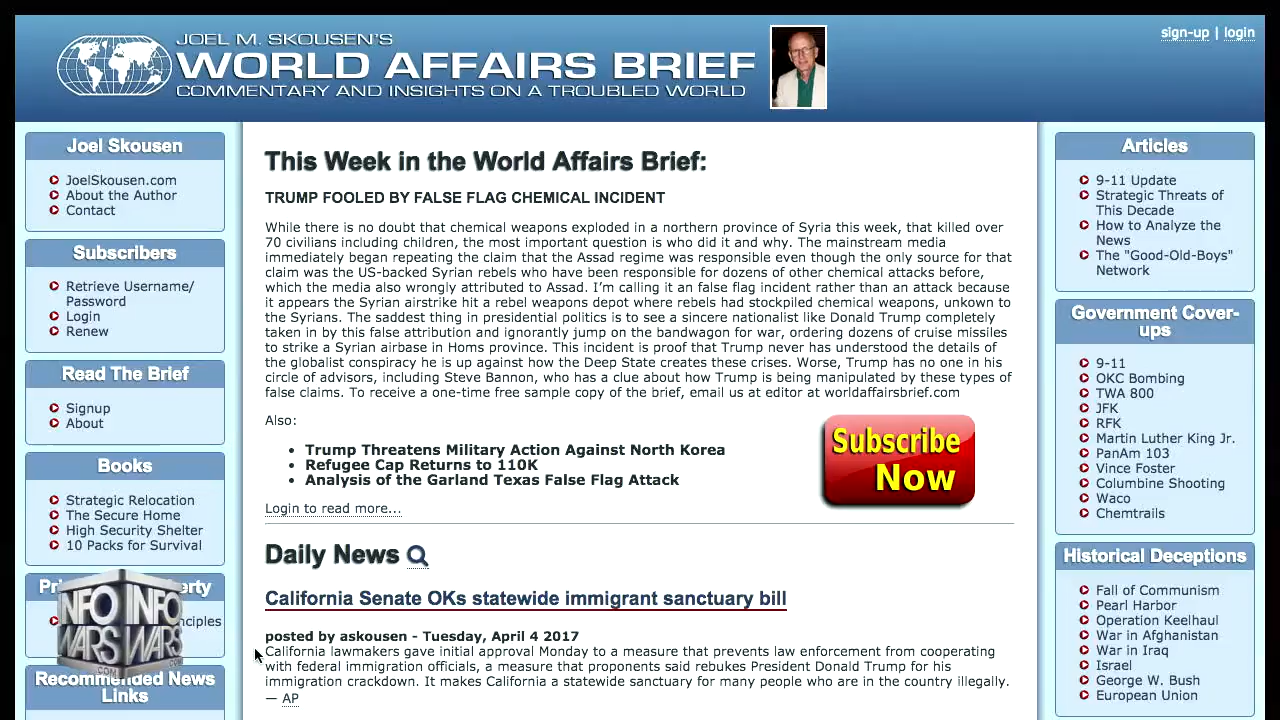 JOEL M. SKOUSEN'S
WORLD AFFAIRS BRIEF
COMMENTARY AND INSIGHTS ON A TROUBLED WORLD
sign-up | login
Joel Skousen
JoelSkousen.com
About the Author
Contact
Subscribers
Retrieve Username/
Password
Login
Renew
Read The Brief
Signup
About
Books
Strategic Relocation
The Secure Home
High Security Shelter
10 Packs for Survival
INFO INFO
WARS WARS
.COM .COM
Recommended News
Links
This Week in the World Affairs Brief:
TRUMP FOOLED BY FALSE FLAG CHEMICAL INCIDENT
While there is no doubt that chemical weapons exploded in a northern province of Syria this week, that killed over
70 civilians including children, the most important question is who did it and why. The mainstream media
immediately began repeating the claim that the Assad regime was responsible even though the only source for that
claim was the US-backed Syrian rebels who have been responsible for dozens of other chemical attacks before,
which the media also wrongly attributed to Assad. I'm calling it an false flag incident rather than an attack because
it appears the Syrian airstrike hit a rebel weapons depot where rebels had stockpiled chemical weapons, unkown to
the Syrians. The saddest thing in presidential politics is to see a sincere nationalist like Donald Trump completely
taken in by this false attribution and ignorantly jump on the bandwagon for war, ordering dozens of cruise missiles
to strike a Syrian airbase in Homs province. This incident is proof that Trump never has understood the details of
the globalist conspiracy he is up against how the Deep State creates these crises. Worse, Trump has no one in his
circle of advisors, including Steve Bannon, who has a clue about how Trump is being manipulated by these types of
false claims. To receive a one-time free sample copy of the brief, email us at editor at worldaffairsbrief.com
Also:
Trump Threatens Military Action Against North Korea
Refugee Cap Returns to 110K
Analysis of the Garland Texas False Flag Attack
Subscribe
Now
Login to read more...
Daily News
California Senate OKs statewide immigrant sanctuary bill
posted by askousen - Tuesday, April 4 2017
California lawmakers gave initial approval Monday to a measure that prevents law enforcement from cooperating
with federal immigration officials, a measure that proponents said rebukes President Donald Trump for his
immigration crackdown. It makes California a statewide sanctuary for many people who are in the country illegally.
— AP
Articles
9-11 Update
Strategic Threats of
This Decade
How to Analyze the
News
The "Good-Old-Boys"
Network
Government Cover-
ups
9-11
OKC Bombing
TWA 800
JFK
RFK
Martin Luther King Jr.
PanAm 103
Vince Foster
Columbine Shooting
Waco
Chemtrails
Historical Deceptions
Fall of Communism
Pearl Harbor
Operation Keelhaul
War in Afghanistan
War in Iraq
Israel
George W. Bush
European Union